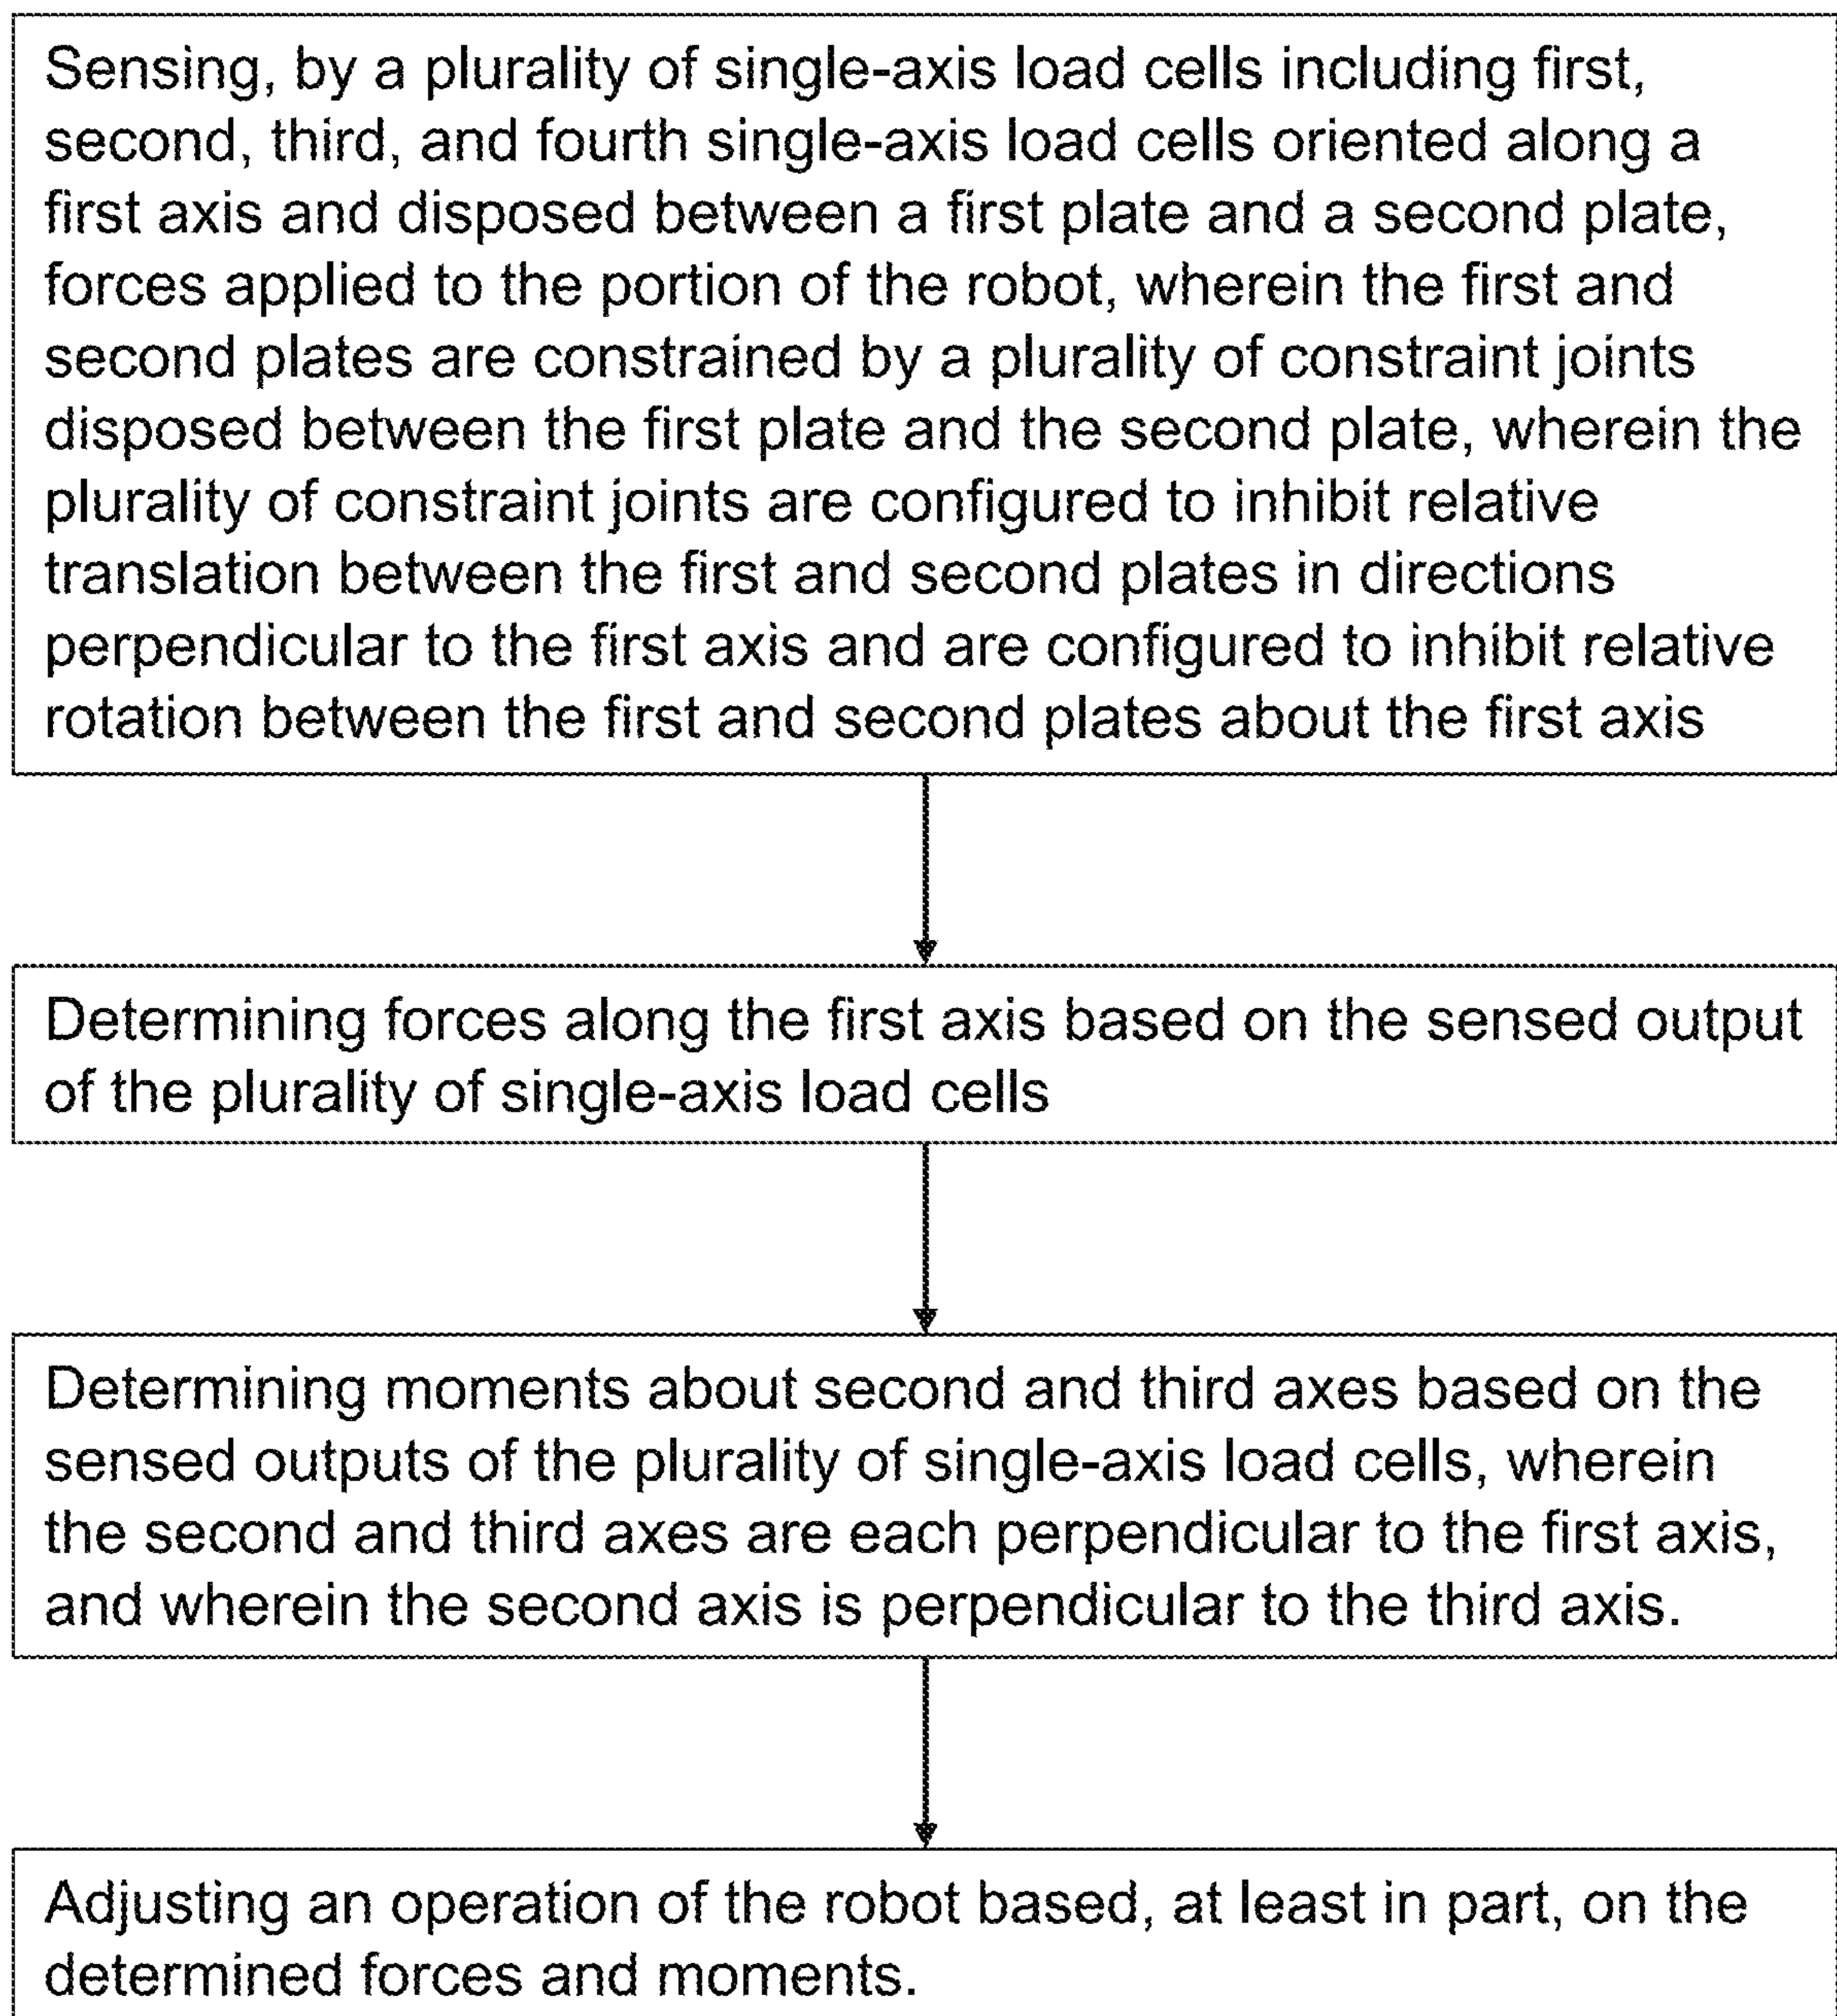 Sensing, by a plurality of single-axis load cells including first,
second, third, and fourth single-axis load cells oriented along a
first axis and disposed between a first plate and a second plate,
forces applied to the portion of the robot, wherein the first and
second plates are constrained by a plurality of constraint joints
disposed between the first plate and the second plate, wherein the
plurality of constraint joints are configured to inhibit relative
translation between the first and second plates in directions
perpendicular to the first axis and are configured to inhibit relative
rotation between the first and second plates about the first axis
Determining forces along the first axis based on the sensed output
of the plurality of single-axis load cells
Determining moments about second and third axes based on the
sensed outputs of the plurality of single-axis load cells, wherein
the second and third axes are each perpendicular to the first axis,
and wherein the second axis is perpendicular to the third axis.
Adjusting an operation of the robot based, at least in part, on the
determined forces and moments.